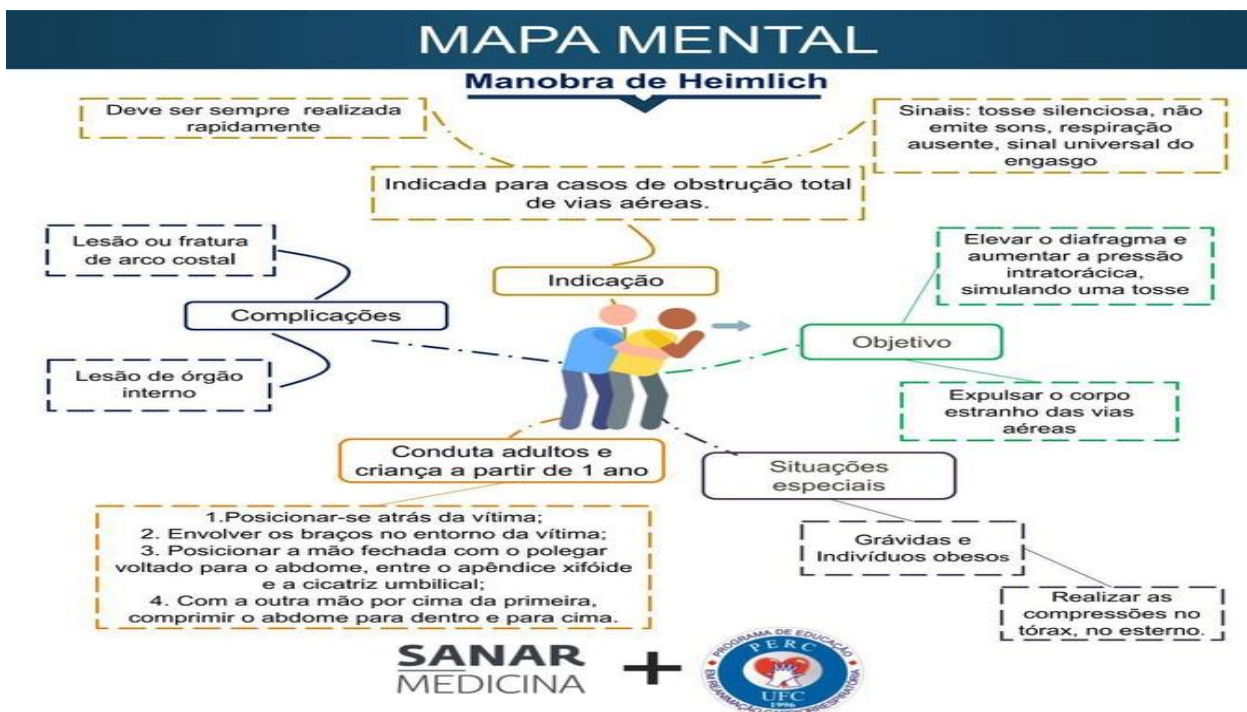 MAPA MENTAL
Manobra de Heimlich
Deve ser sempre realizada
rapidamente
Sinais: tosse silenciosa, não
emite sons, respiração
ausente, sinal universal do
engasgo
Indicada para casos de obstrução total
de vias aéreas.
Lesão ou fratura
de arco costal
Elevar o diafragma e
aumentar a pressão
intratorácica,
simulando uma tosse
Indicação
Complicações
Objetivo
Lesão de órgão
interno
Expulsar o corpo
estranho das vias
aéreas
Conduta adultos e
criança a partir de 1 ano
Situações
especiais
1.Posicionar-se atrás da vítima;
2. Envolver os braços no entorno da vítima;
3. Posicionar a mão fechada com o polegar
voltado para o abdome, entre o apêndice xifóide
e a cicatriz umbilical;
4. Com a outra mão por cima da primeira,
comprimir o abdome para dentro e para cima.
Grávidas e
Indivíduos obesos
Realizar as
compressões no
tórax, no esterno.
SANAR
MEDICINA
+
PROGRAMA DE EDUCAÇÃO
EM REANIMAÇÃO CARDIORRESPIRATÓRIA
PERC
UFC
1996